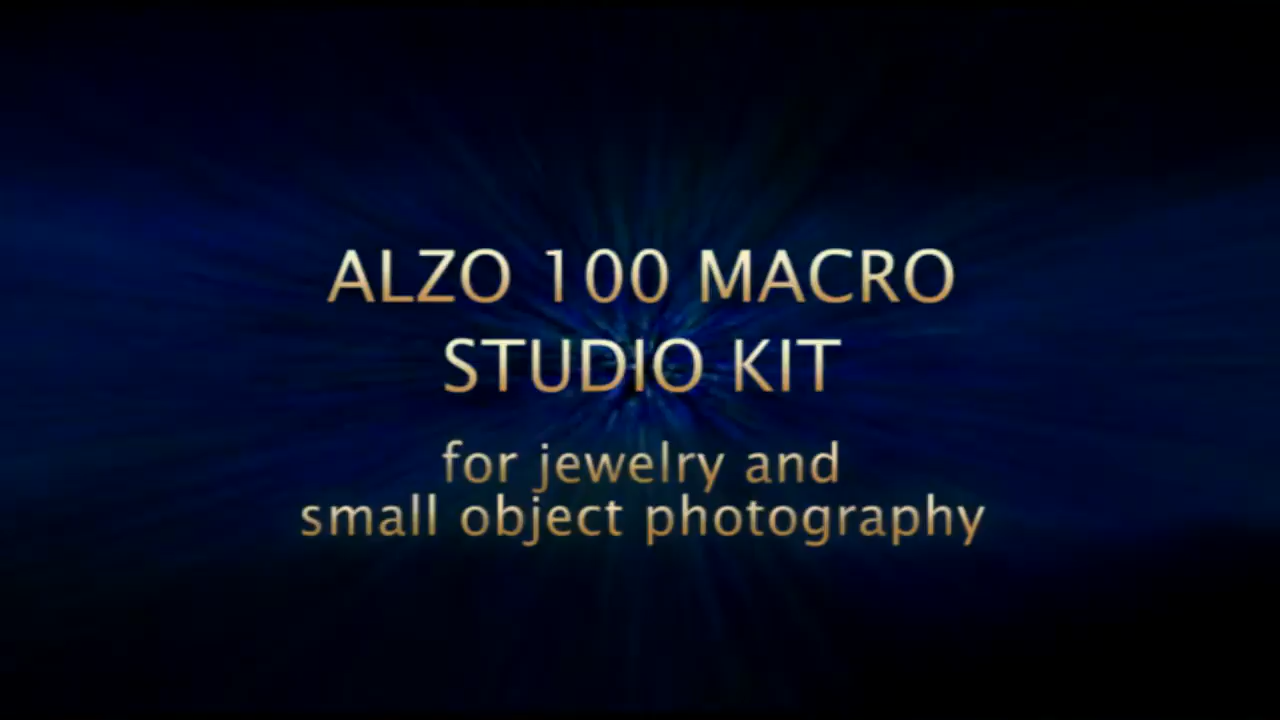 ALZO 100 MACRO
STUDIO KIT
for jewelry and
small object photography